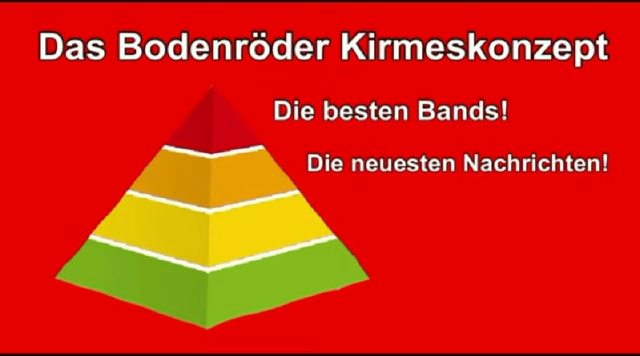 Das Bodenröder Kirmeskonzept
Die besten Bands!
Die neuesten Nachrichten!